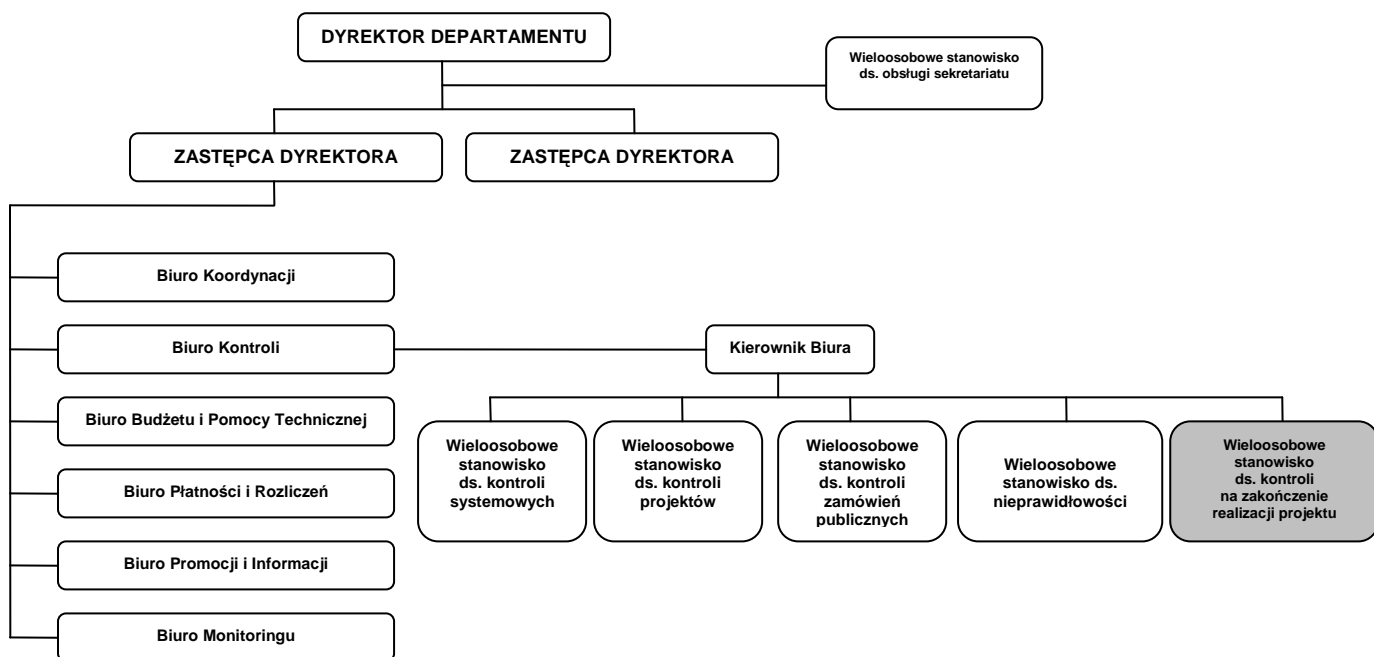 DYREKTOR DEPARTAMENTU
Wieloosobowe stanowisko
ds. obsługi sekretariatu
ZASTĘPCA DYREKTORA
ZASTĘPCA DYREKTORA
Biuro Koordynacji
Biuro Kontroli
Kierownik Biura
Biuro Budżetu i Pomocy Technicznej
Wieloosobowe
stanowisko
ds. kontroli
systemowych
Wieloosobowe
stanowisko
ds. kontroli
projektów
Wieloosobowe
stanowisko
ds. kontroli
zamówień
publicznych
Wieloosobowe
stanowisko ds.
nieprawidłowości
Wieloosobowe
stanowisko
ds. kontroli
na zakończenie
realizacji projektu
Biuro Płatności i Rozliczeń
Biuro Promocji i Informacji
Biuro Monitoringu